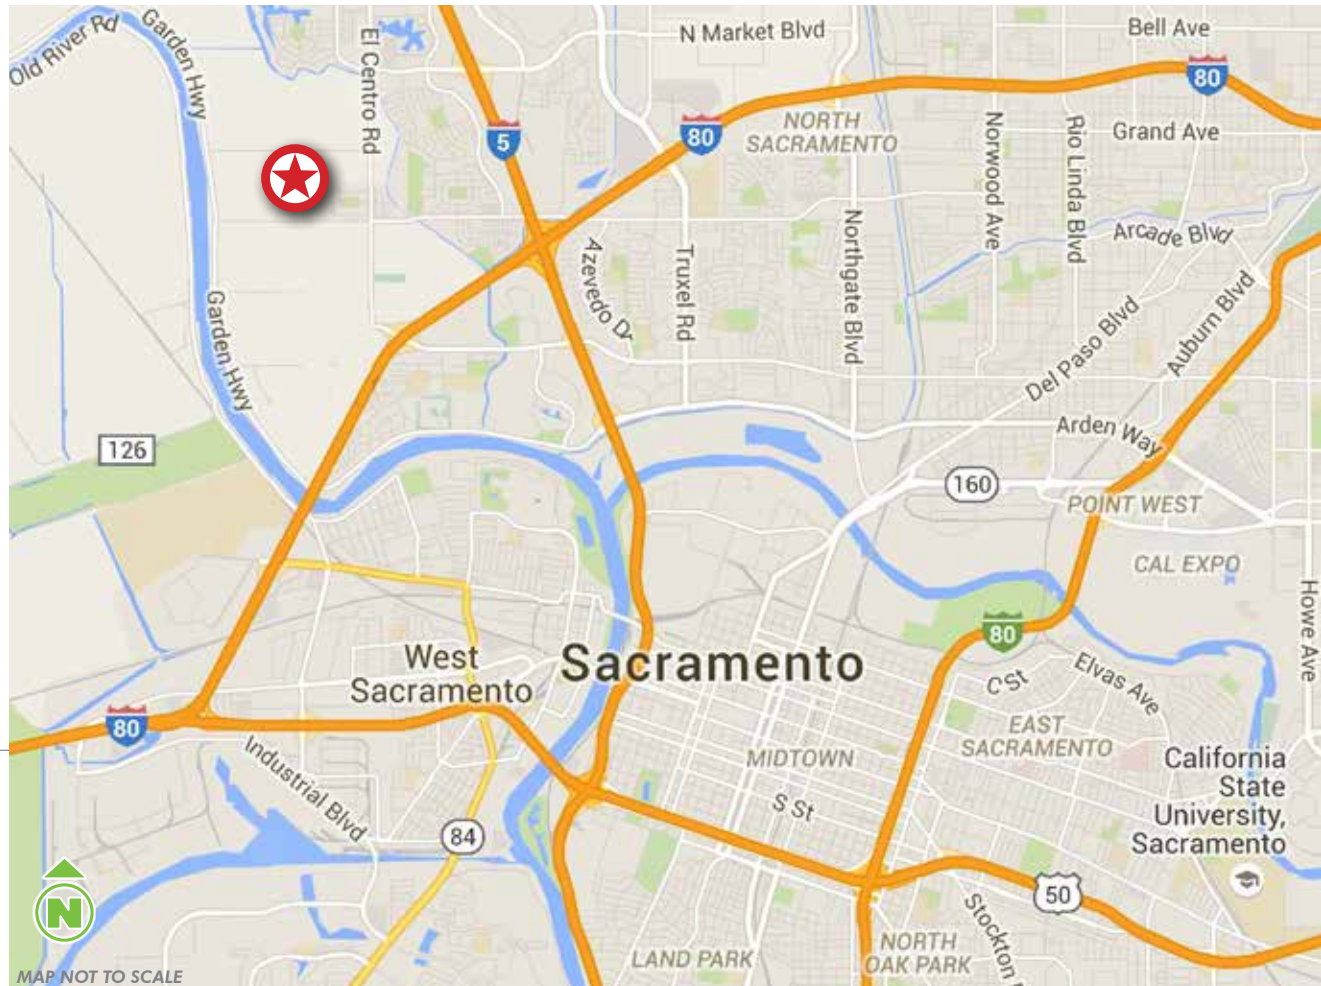 Old River Rd
Garden Hwy
El Centro Rd
N Market Blvd
Bell Ave
80
5
80
NORTH
SACRAMENTO
Norwood Ave
Rio Linda Blvd
Grand Ave
Arcade Blvd
Azevedo Dr
Truxel Rd
Northgate Blvd
Garden Hwy
Del Paso Blvd
Auburn Blvd
126
Arden Way
160
POINT WEST
CAL EXPO
Howe Ave
80
West
Sacramento
Sacramento
C St
Elvas Ave
80
EAST
SACRAMENTO
MIDTOWN
California
State
University,
Sacramento
Industrial Blvd
S St
84
50
Stockton
N
LAND PARK
NORTH
OAK PARK
MAP NOT TO SCALE